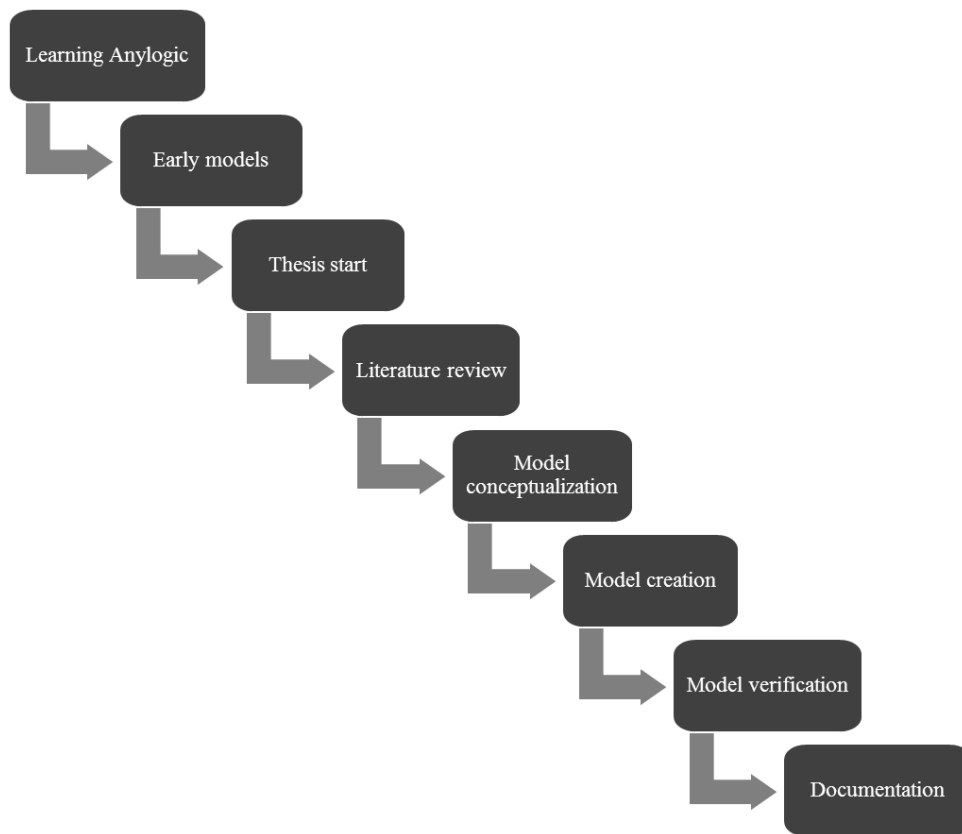 Learning Anylogic
Early models
Thesis start
Literature review
Model
conceptualization
Model creation
Model verification
Documentation